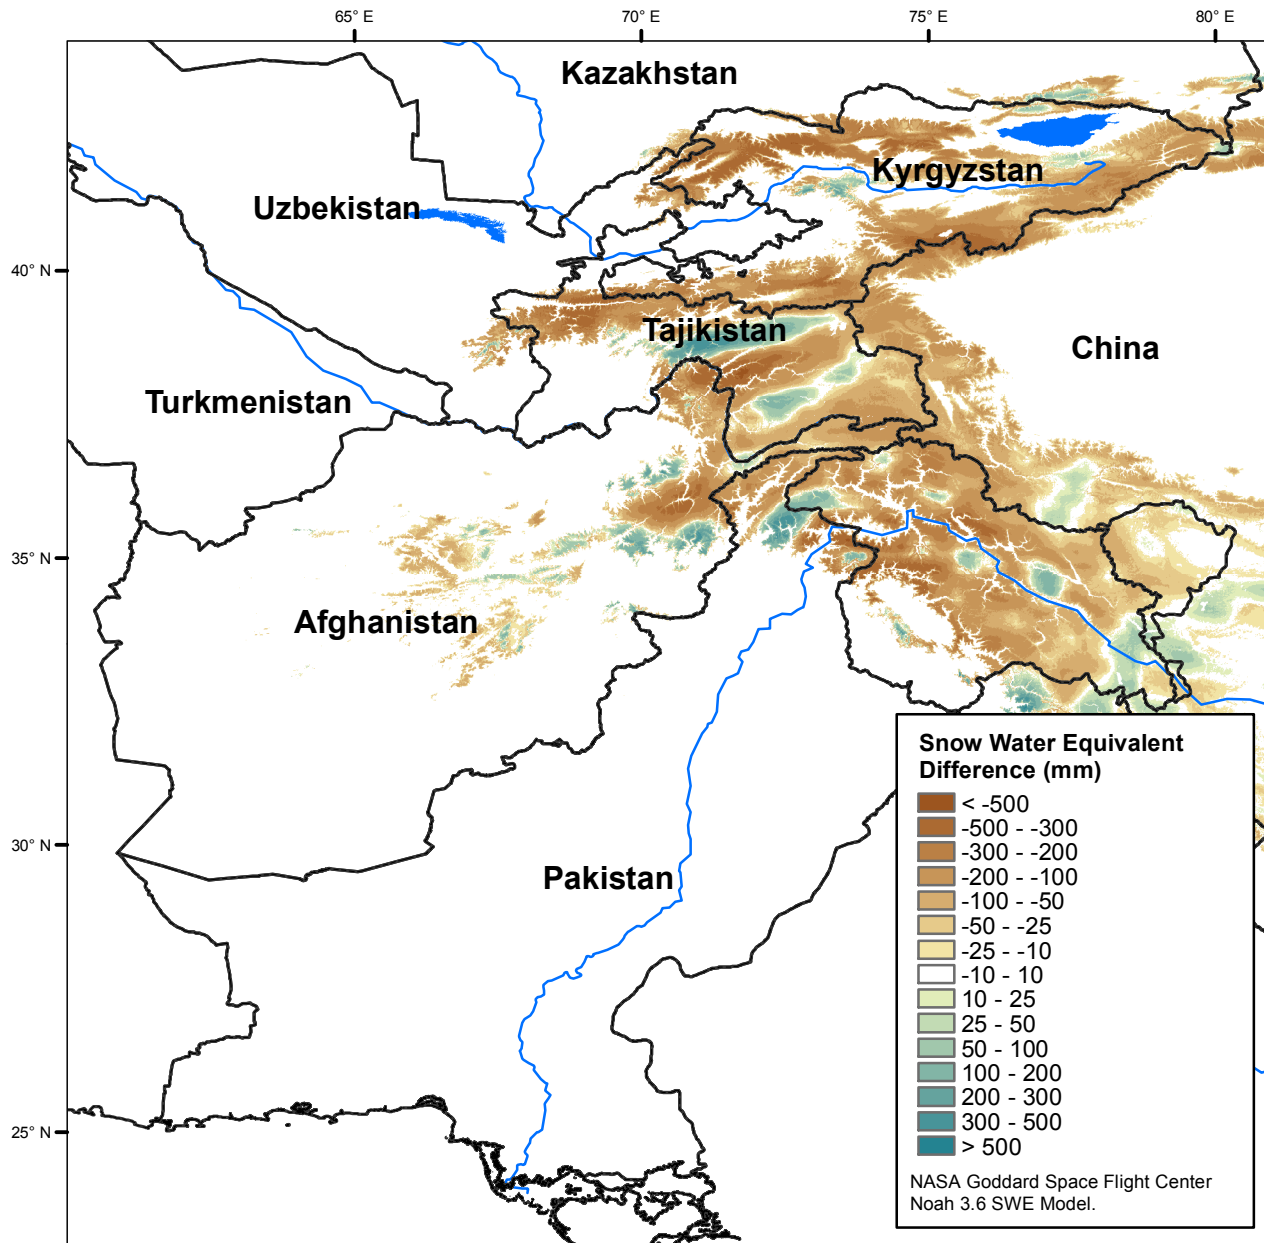 65° E
70° E
75° E
80° E
Kazakhstan
Kyrgyzstan
Uzbekistan
40° N
Tajikistan
China
Turkmenistan
35° N
Afghanistan
30° N
Pakistan
25° N
Snow Water Equivalent
Difference (mm)
< -500
-500 - -300
-300 - -200
-200 - -100
-100 - -50
-50 - -25
-25 - -10
-10 - 10
10 - 25
25 - 50
50 - 100
100 - 200
200 - 300
300 - 500
> 500
NASA Goddard Space Flight Center
Noah 3.6 SWE Model.